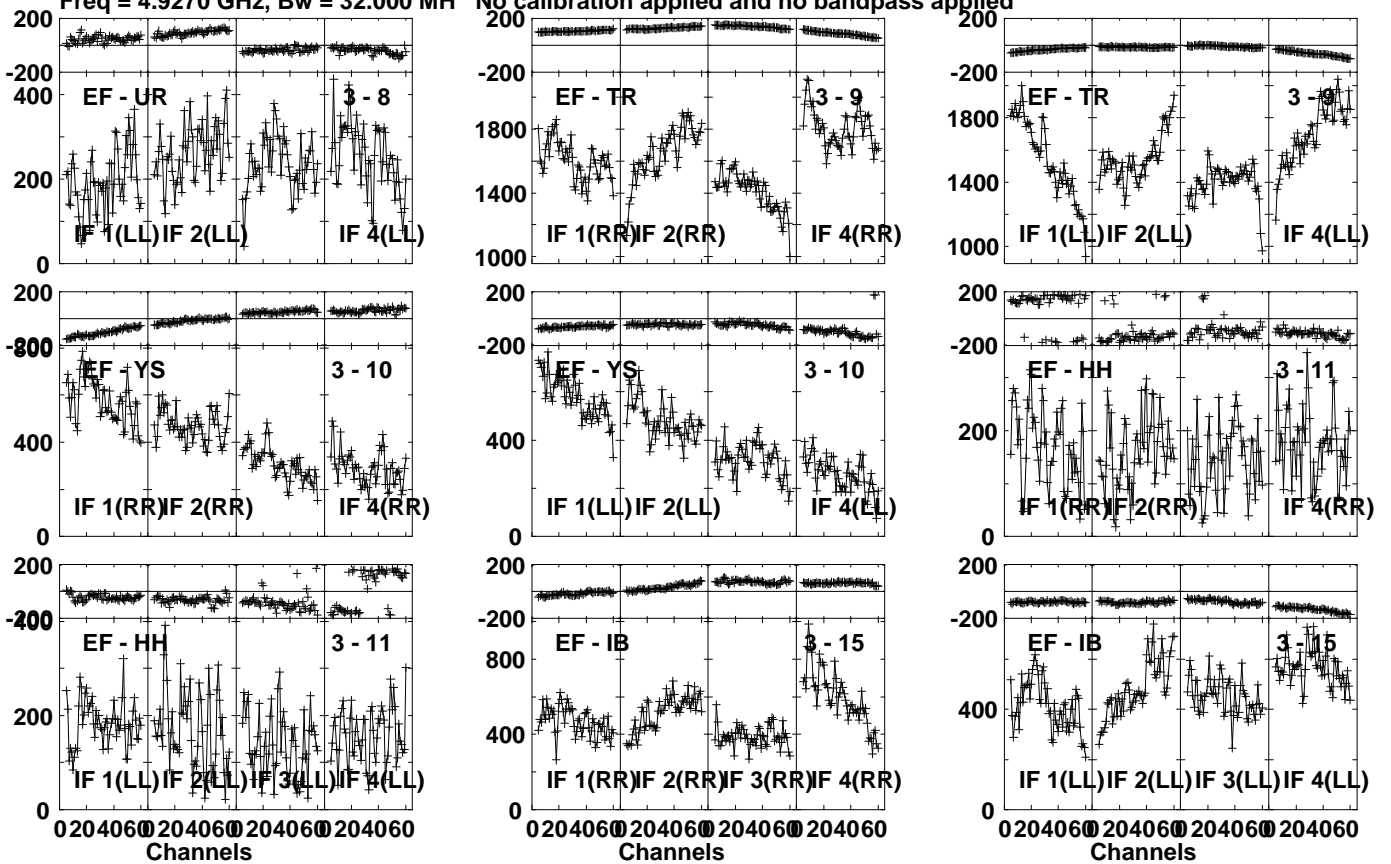 Freq = 4.9270 GHz, Bw = 32.000 MH No calibration applied and no bandpass applied
200
-200
EF - UR 3 - 8
400
200
0
IF 1(LL) IF 2(LL) IF 4(LL)
200
-200
EF - TR 3 - 9
1800
1400
1000
IF 1(RR) IF 2(RR) IF 4(RR)
200
-200
EF - TR 3 - 9
1800
1400
1000
IF 1(LL) IF 2(LL) IF 4(LL)
200
-200
800
EF - YS 3 - 10
400
0
IF 1(RR) IF 2(RR) IF 4(RR)
200
-200
EF - YS 3 - 10
400
0
IF 1(LL) IF 2(LL) IF 4(LL)
200
-200
EF - HH 3 - 11
200
0
IF 1(RR) IF 2(RR) IF 4(RR)
200
-200
400
EF - HH 3 - 11
200
0
IF 1(LL) IF 2(LL) IF 3(LL) IF 4(LL)
0 20 40 60 0 20 40 60 0 20 40 60 0 20 40 60
Channels
200
-200
EF - IB 3 - 15
800
600
400
0
IF 1(RR) IF 2(RR) IF 3(RR) IF 4(RR)
0 20 40 60 0 20 40 60 0 20 40 60 0 20 40 60
Channels
200
-200
EF - IB 3 - 15
400
0
IF 1(LL) IF 2(LL) IF 3(LL) IF 4(LL)
0 20 40 60 0 20 40 60 0 20 40 60 0 20 40 60
Channels